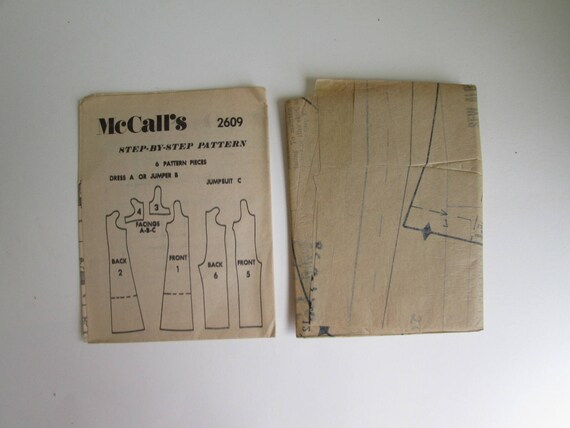 McCall's 2609
STEP-BY-STEP PATTERN
6 PATTERN PIECES
DRESS A OR JUMPER B
JUMPSUIT C
4
3
FACINGS
A-B-C
BACK
2
FRONT
1
BACK
6
FRONT
5